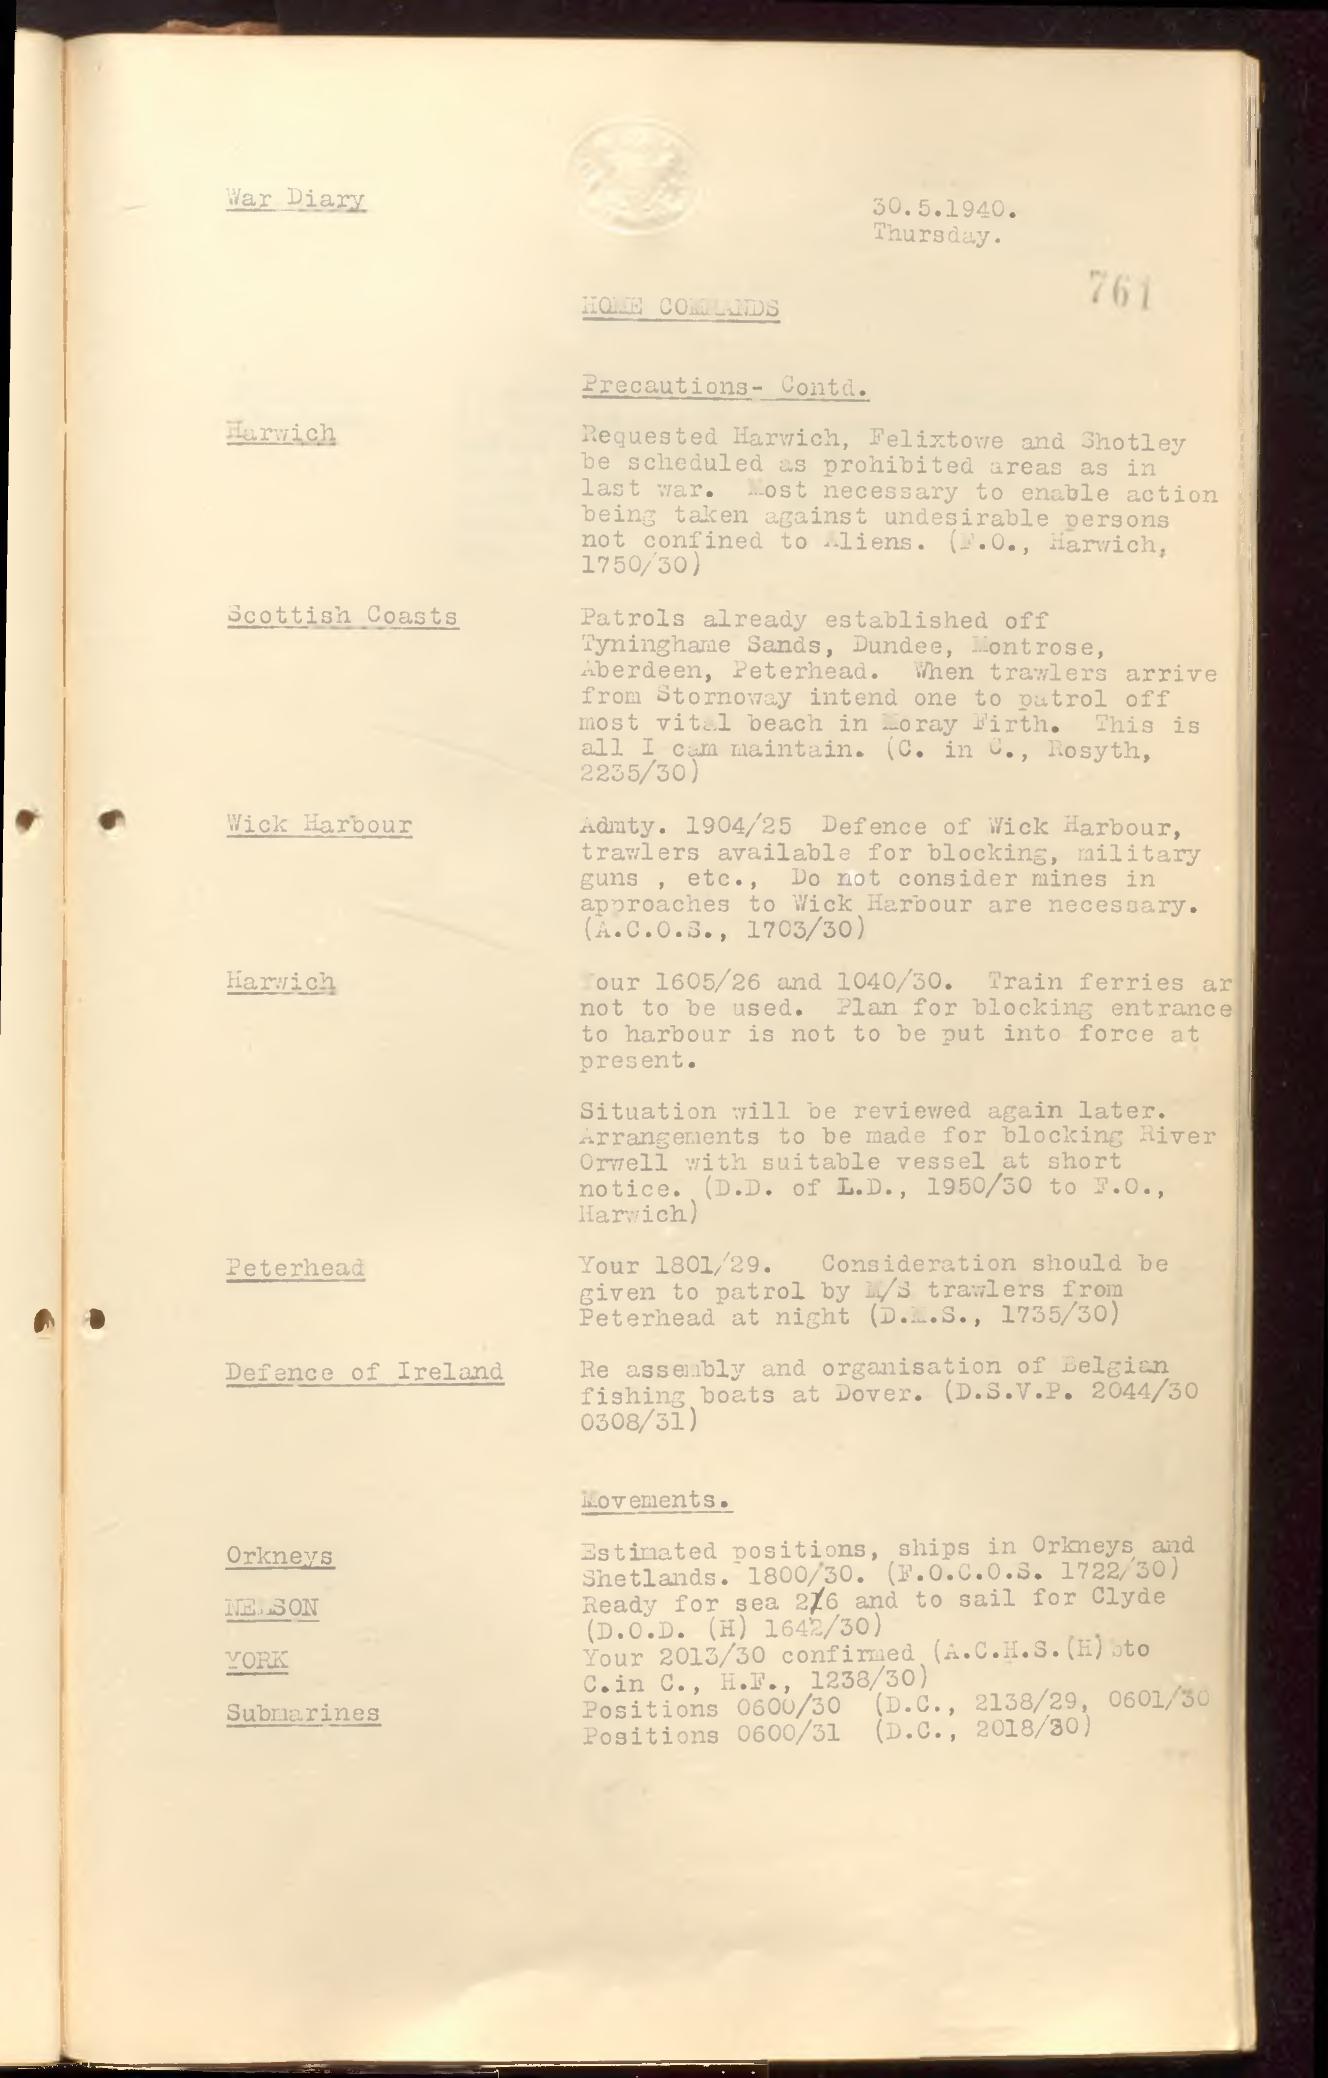 War Diary
30.5.1940.
Thursday.
761
HOME COMMANDS
Precautions- Contd.
Harwich
Requested Harwich, Felixtowe and Shotley
be scheduled as prohibited areas as in
last war. Most necessary to enable action
being taken against undesirable persons
not confined to Aliens. (F.O., Harwich,
1750/30)
Scottish Coasts
Patrols already established off
Tyninghame Sands, Dundee, Montrose,
Aberdeen, Peterhead. When trawlers arrive
from Stornoway intend one to patrol off
most vital beach in Moray Firth. This is
all I cam maintain. (C. in C., Rosyth,
2235/30)
Wick Harbour
Admty. 1904/25 Defence of Wick Harbour,
trawlers available for blocking, military
guns , etc., Do not consider mines in
approaches to Wick Harbour are necessary.
(A.C.O.S., 1703/30)
Harwich
Your 1605/26 and 1040/30. Train ferries ar
not to be used. Plan for blocking entrance
to harbour is not to be put into force at
present.
Situation will be reviewed again later.
Arrangements to be made for blocking River
Orwell with suitable vessel at short
notice. (D.D. of L.D., 1950/30 to F.O.,
Harwich)
Peterhead
Your 1801/29. Consideration should be
given to patrol by M/S trawlers from
Peterhead at night (D.M.S., 1735/30)
Defence of Ireland
Re assembly and organisation of Belgian
fishing boats at Dover. (D.S.V.P. 2044/30
0308/31)
Movements.
Orkneys
Estimated positions, ships in Orkneys and
Shetlands. 1800/30. (F.O.C.O.S. 1722/30)
NELSON
Ready for sea 2/6 and to sail for Clyde
(D.O.D. (H) 1642/30)
YORK
Your 2013/30 confirmed (A.C.H.S.(H) to
C.in C., H.F., 1238/30)
Submarines
Positions 0600/30 (D.C., 2138/29, 0601/30
Positions 0600/31 (D.C., 2018/30)